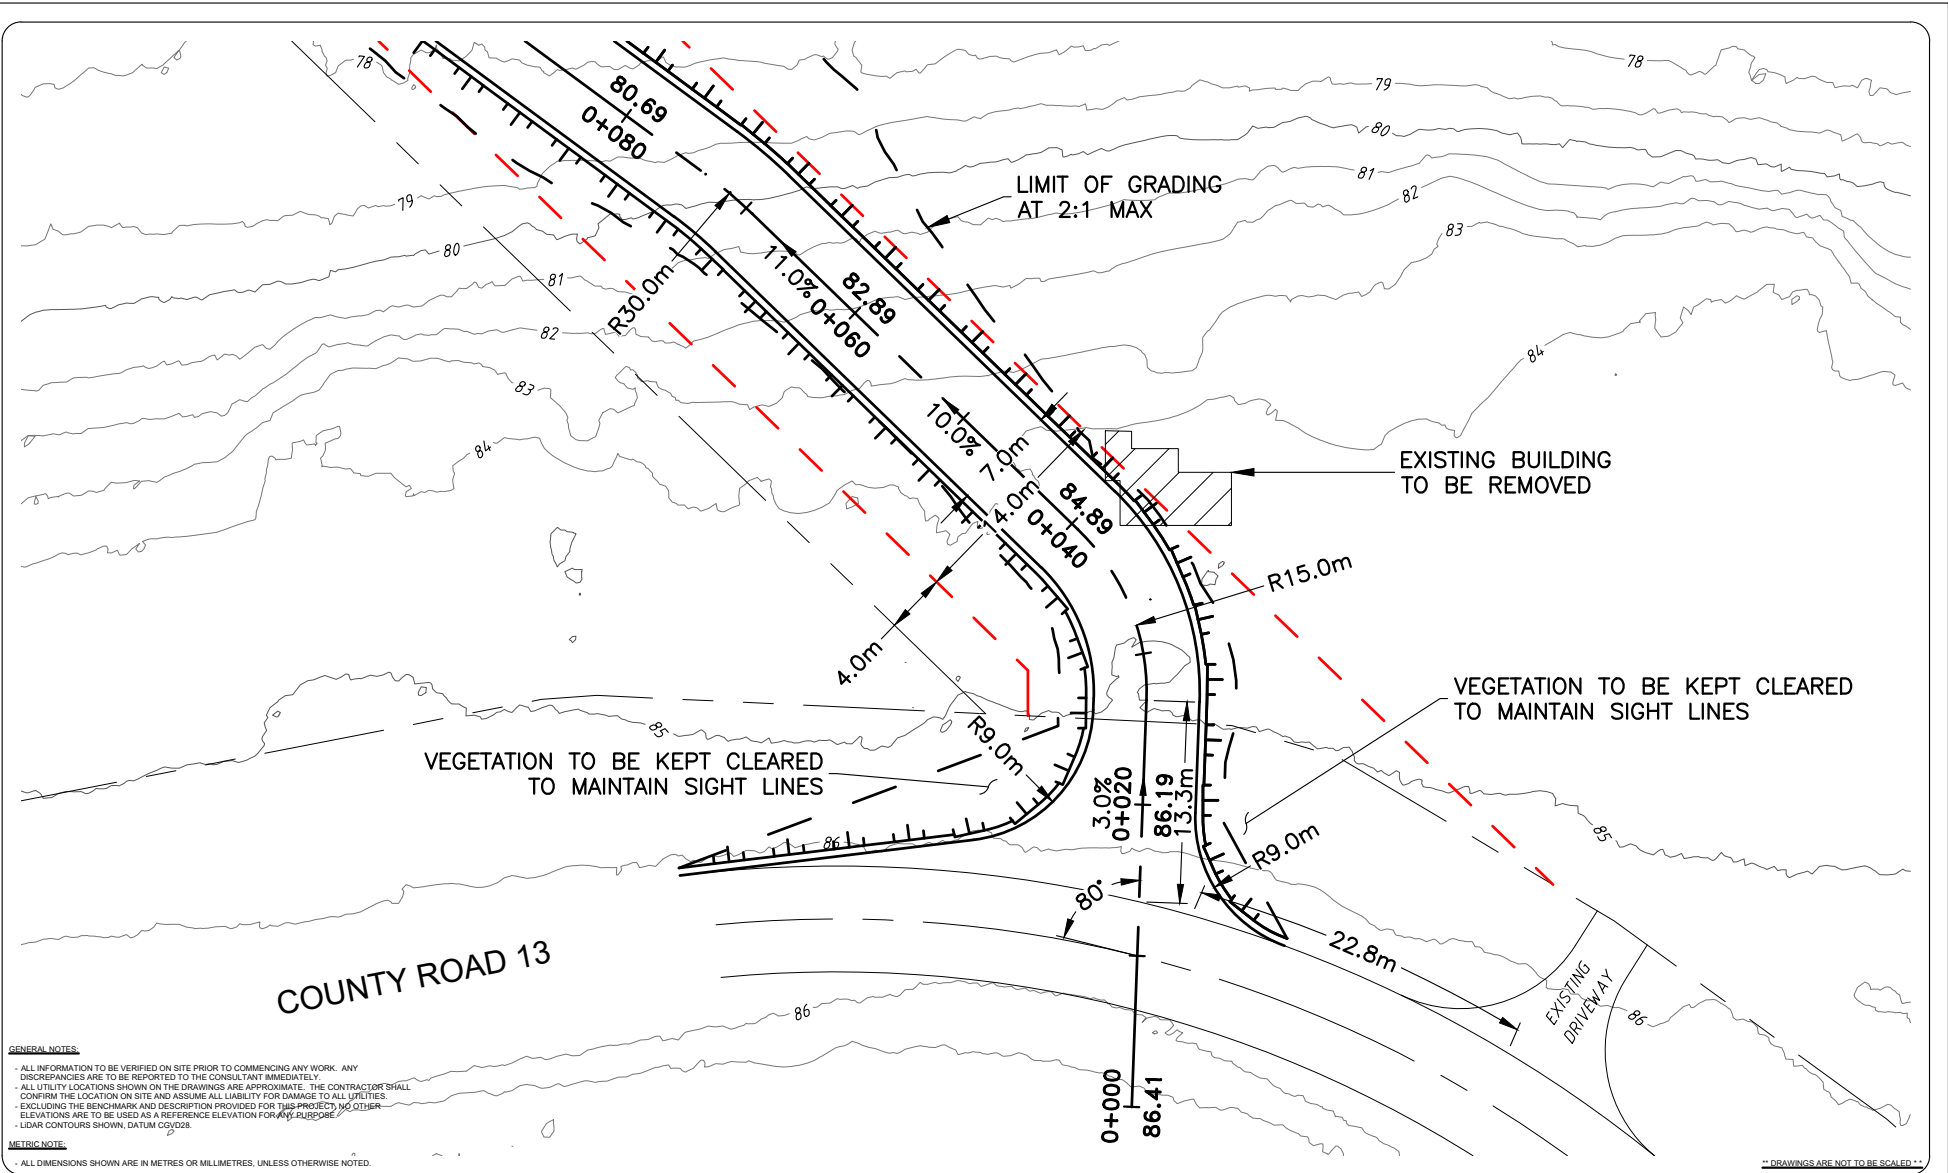 78
78
79
80
81
82
83
80.69
0+080
LIMIT OF GRADING
AT 2:1 MAX
79
80
81
82
83
84
R30.0m
11.0%
82.89
0+060
84
10.0%
7.0m
4.0m
84.89
0+040
EXISTING BUILDING
TO BE REMOVED
R15.0m
4.0m
85
VEGETATION TO BE KEPT CLEARED
TO MAINTAIN SIGHT LINES
VEGETATION TO BE KEPT CLEARED
TO MAINTAIN SIGHT LINES
R9.0m
3.0%
0+020
86.19
13.3m
R9.0m
85
86
80°
22.8m
COUNTY ROAD 13
EXISTING
DRIVEWAY
86
86
0+000
86.41
GENERAL NOTES:
- ALL INFORMATION TO BE VERIFIED ON SITE PRIOR TO COMMENCING ANY WORK. ANY
DISCREPANCIES ARE TO BE REPORTED TO THE CONSULTANT IMMEDIATELY.
- ALL UTILITY LOCATIONS SHOWN ON THE DRAWINGS ARE APPROXIMATE. THE CONTRACTOR SHALL
CONFIRM THE LOCATION ON SITE AND ASSUME ALL LIABILITY FOR DAMAGE TO ALL UTILITIES.
- EXCLUDING THE BENCHMARK AND DESCRIPTION PROVIDED FOR THIS PROJECT, NO OTHER
ELEVATIONS ARE TO BE USED AS A REFERENCE ELEVATION FOR ANY PURPOSE.
- LiDAR CONTOURS SHOWN, DATUM CGVD28.
METRIC NOTE:
- ALL DIMENSIONS SHOWN ARE IN METRES OR MILLIMETRES, UNLESS OTHERWISE NOTED.
** DRAWINGS ARE NOT TO BE SCALED **